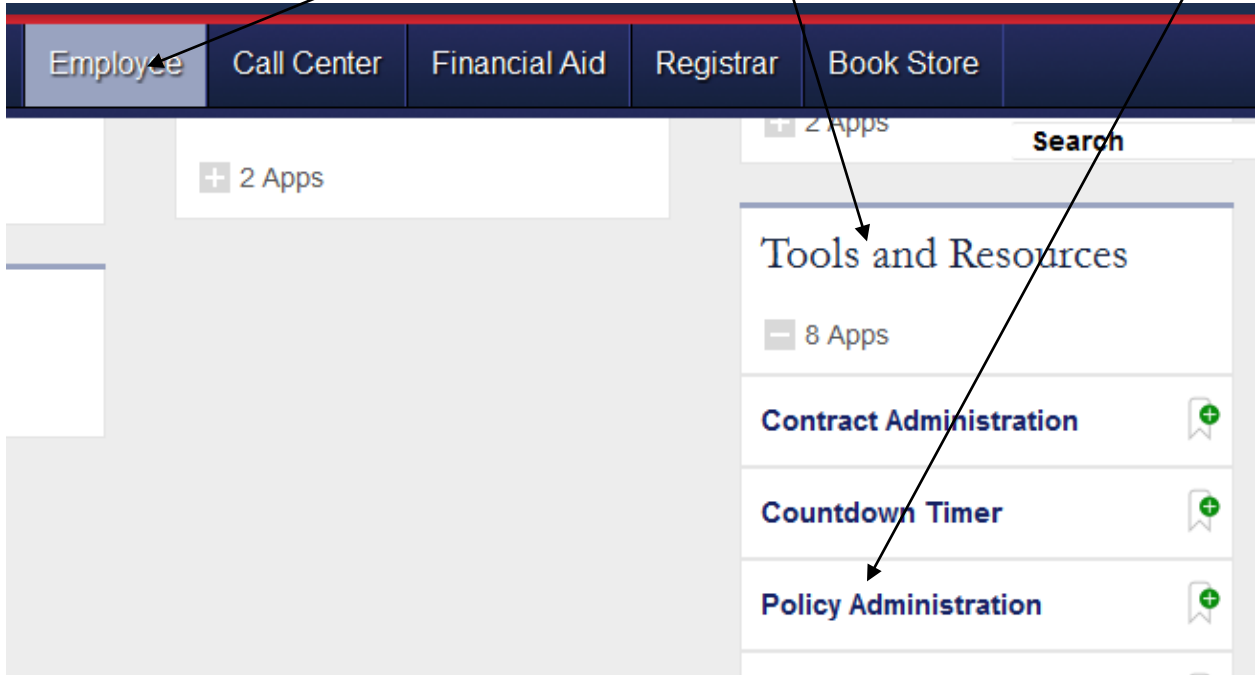 Employee Call Center Financial Aid Registrar Book Store
2 Apps
Search
2 Apps
Tools and Resources
8 Apps
Contract Administration
Countdown Timer
Policy Administration